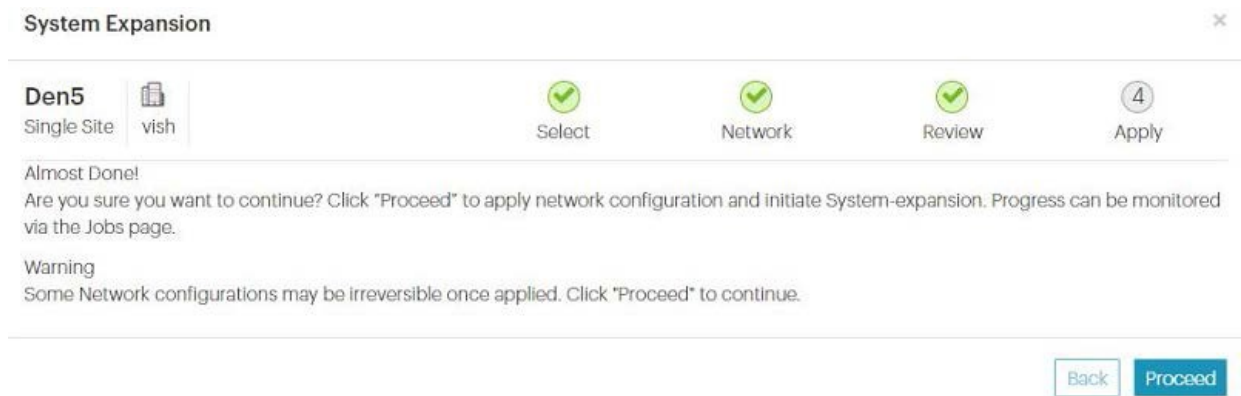 System Expansion
×
Den5
Single Site
vish
Select
Network
Review
4
Apply
Almost Done!
Are you sure you want to continue? Click "Proceed" to apply network configuration and initiate System-expansion. Progress can be monitored
via the Jobs page.
Warning
Some Network configurations may be irreversible once applied. Click "Proceed" to continue.
Back
Proceed